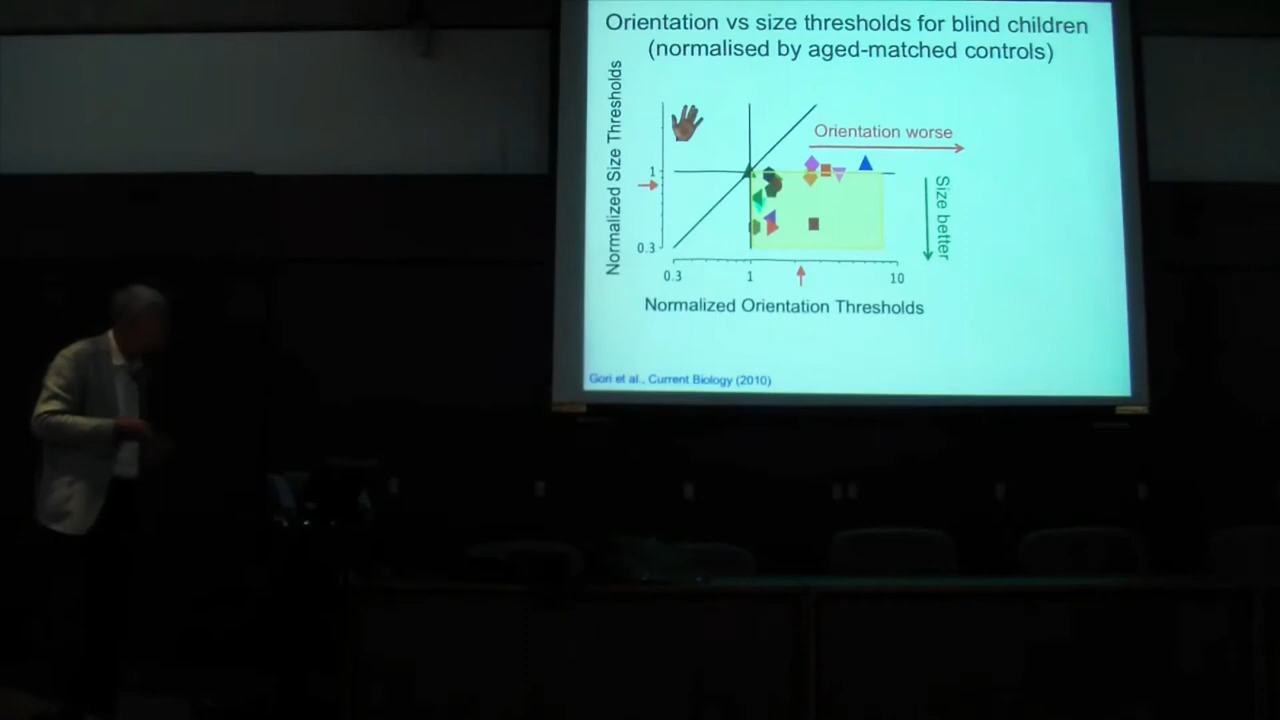 Orientation vs size thresholds for blind children
(normalised by aged-matched controls)
Normalized Size Thresholds
Orientation worse
1
Size better
0.3
0.3 1 10
Normalized Orientation Thresholds
Gori et al., Current Biology (2010)